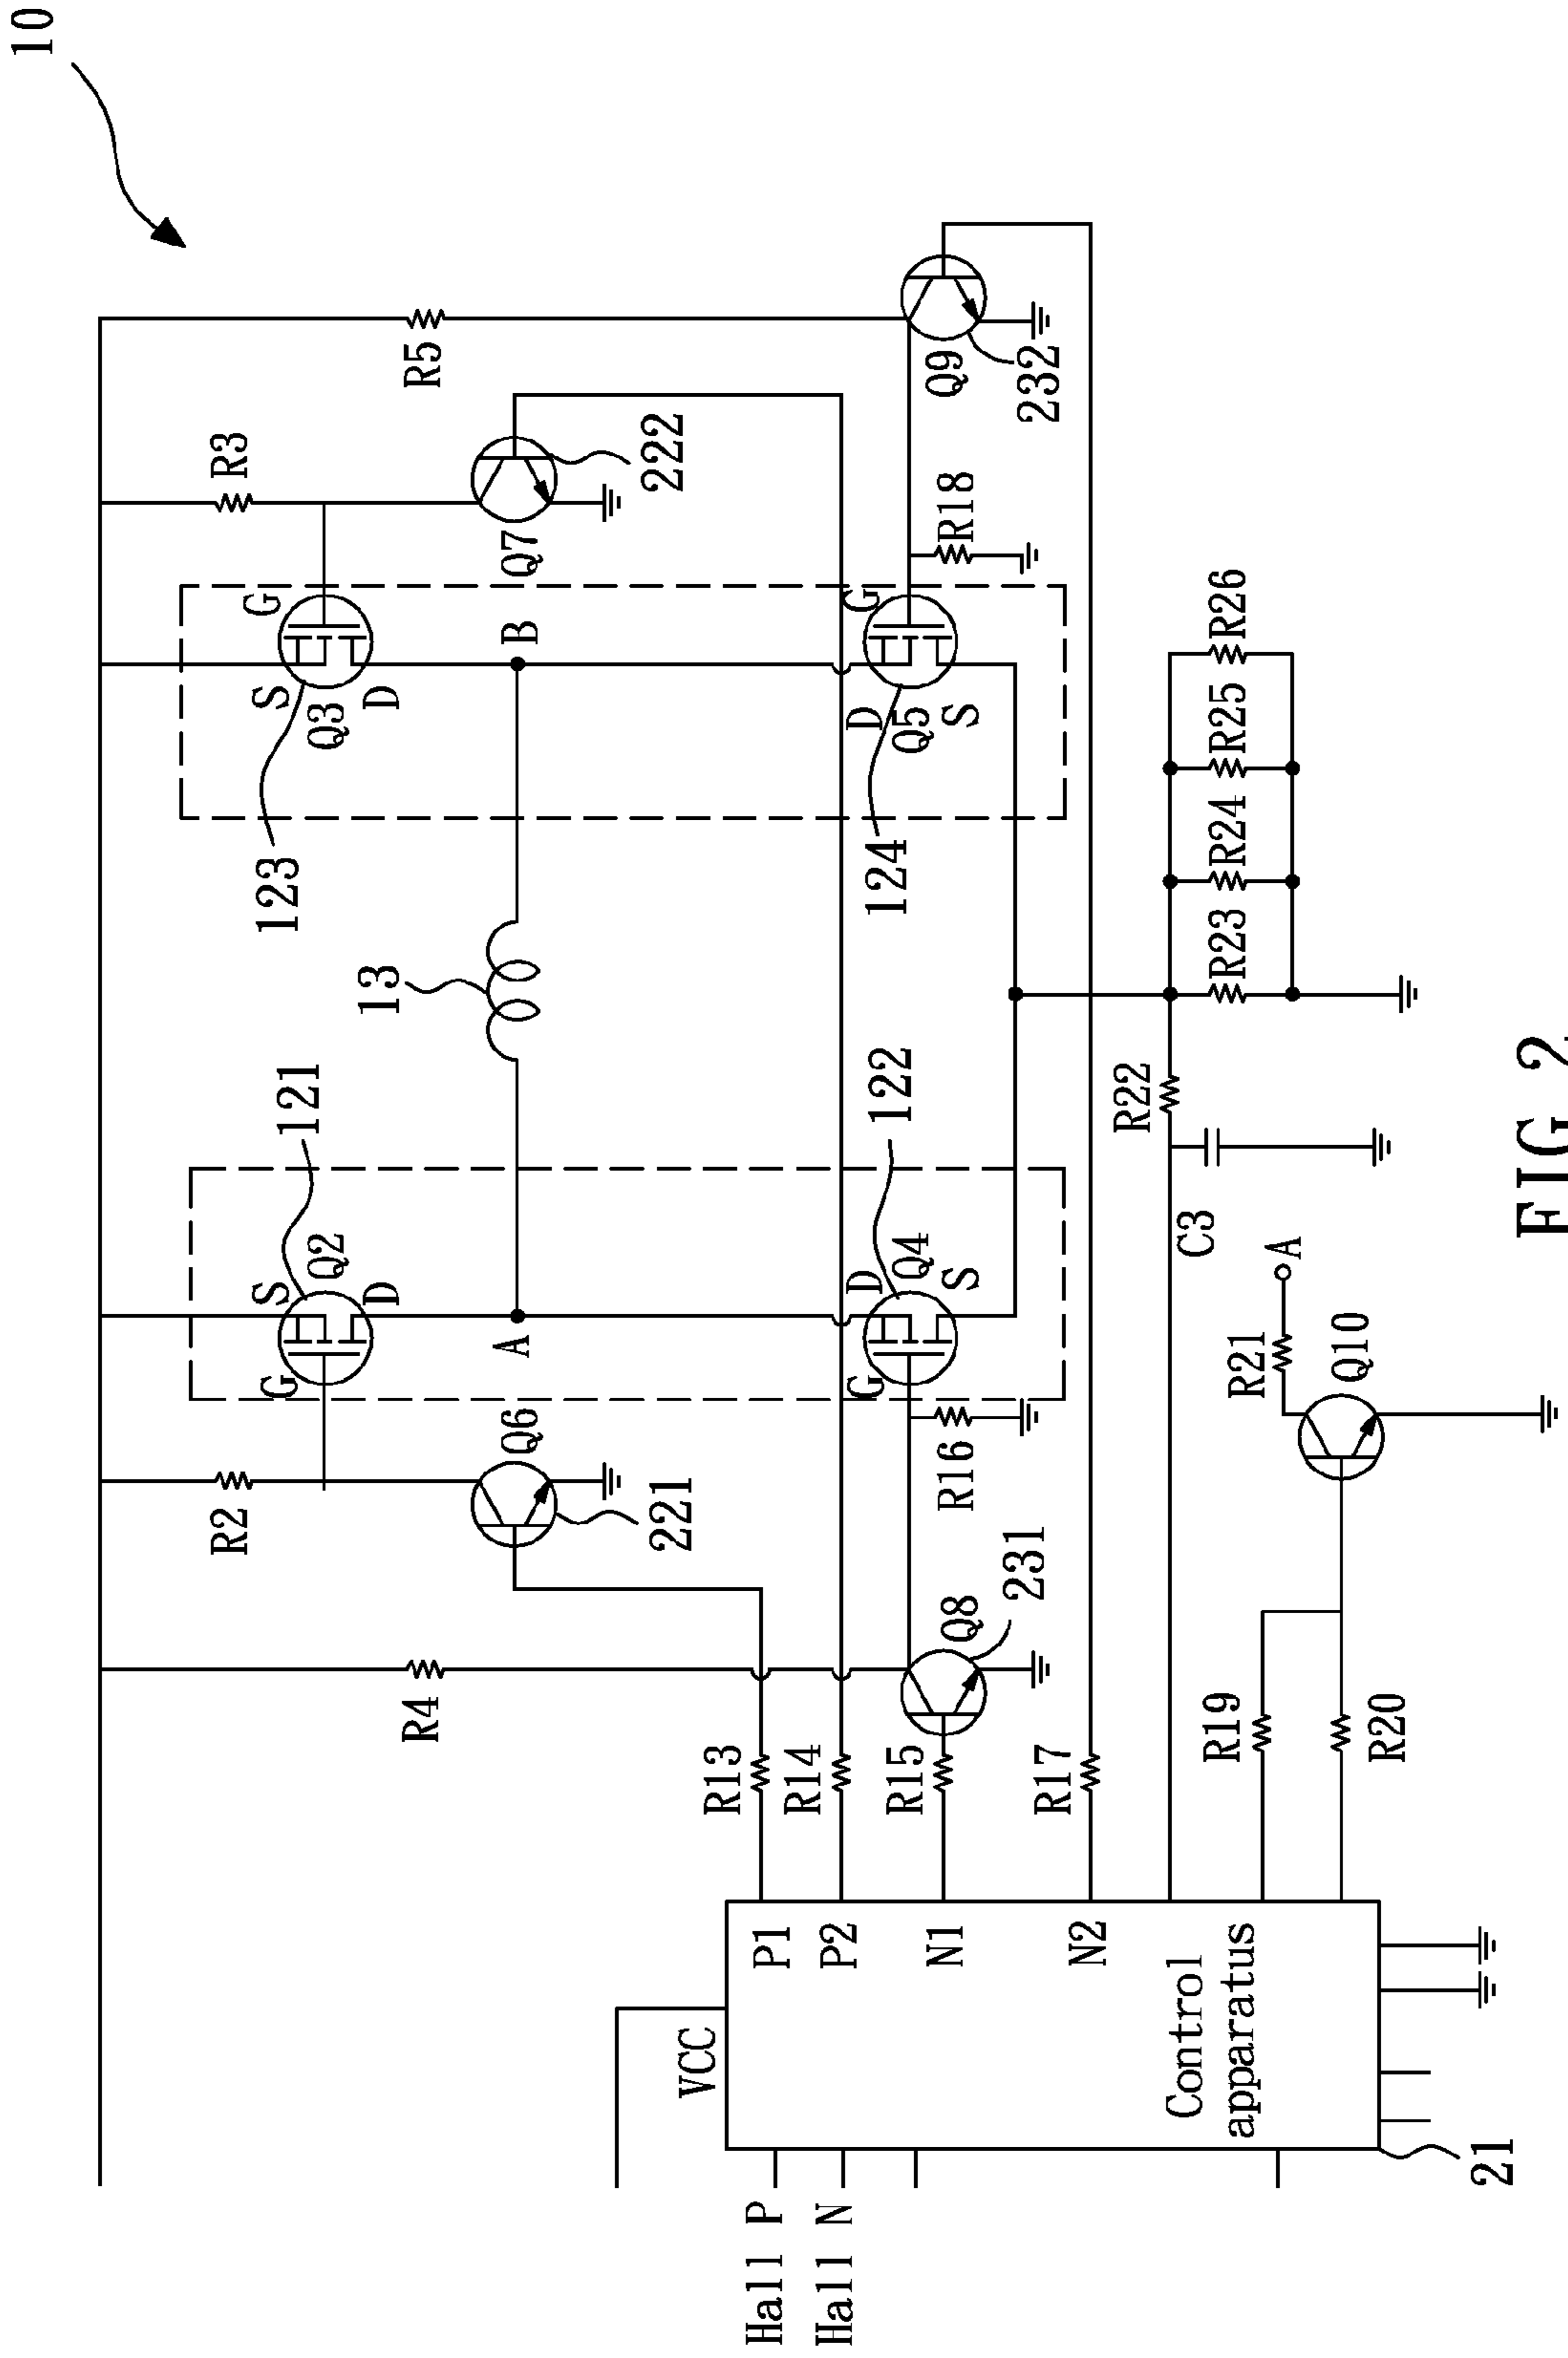 10
R2
R3
G
S
121
123
S
G
Q2
Q3
D
13
D
R4
R5
Q6
A
B
Q7
221
222
VCC
R13
Hall P
P1
R14
Hall N
P2
G
D
122
124
D
G
R15
Q4
Q5
N1
Q8
R16
S
S
R18
Q9
231
232
R17
N2
R22
Control
apparatus
C3
R19
R23
R24
R25
R26
R21
A
Q10
R20
21
FIG 2